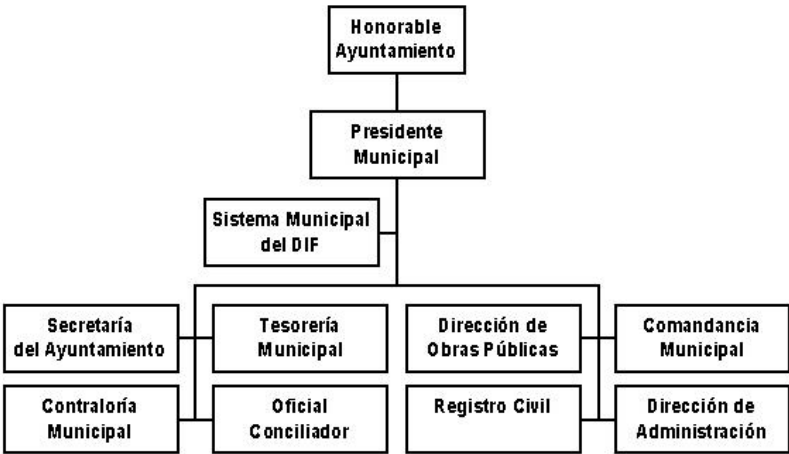 Honorable
Ayuntamiento
Presidente
Municipal
Sistema Municipal
del DIF
Secretaría
del Ayuntamiento
Tesorería
Municipal
Dirección de
Obras Públicas
Comandancia
Municipal
Contraloría
Municipal
Oficial
Conciliador
Registro Civil
Dirección de
Administración